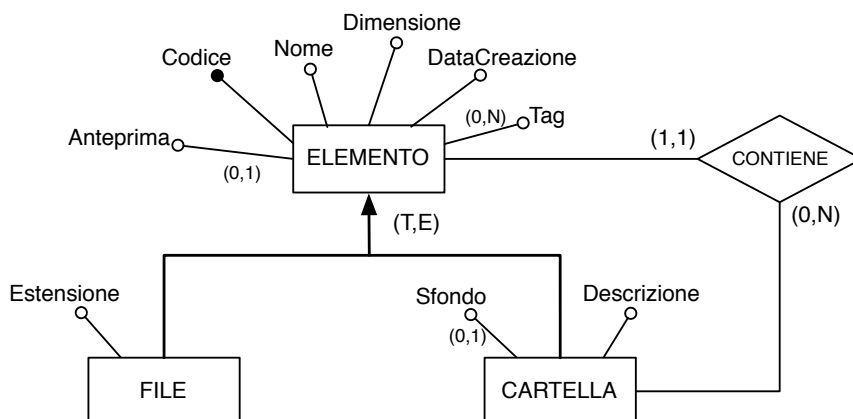 Dimensione
Nome
Codice
DataCreazione
(0,N)
Tag
Anteprima
(0,1)
ELEMENTO
(1,1)
CONTIENE
(0,N)
(T,E)
Estensione
Sfondo
(0,1)
Descrizione
FILE
CARTELLA